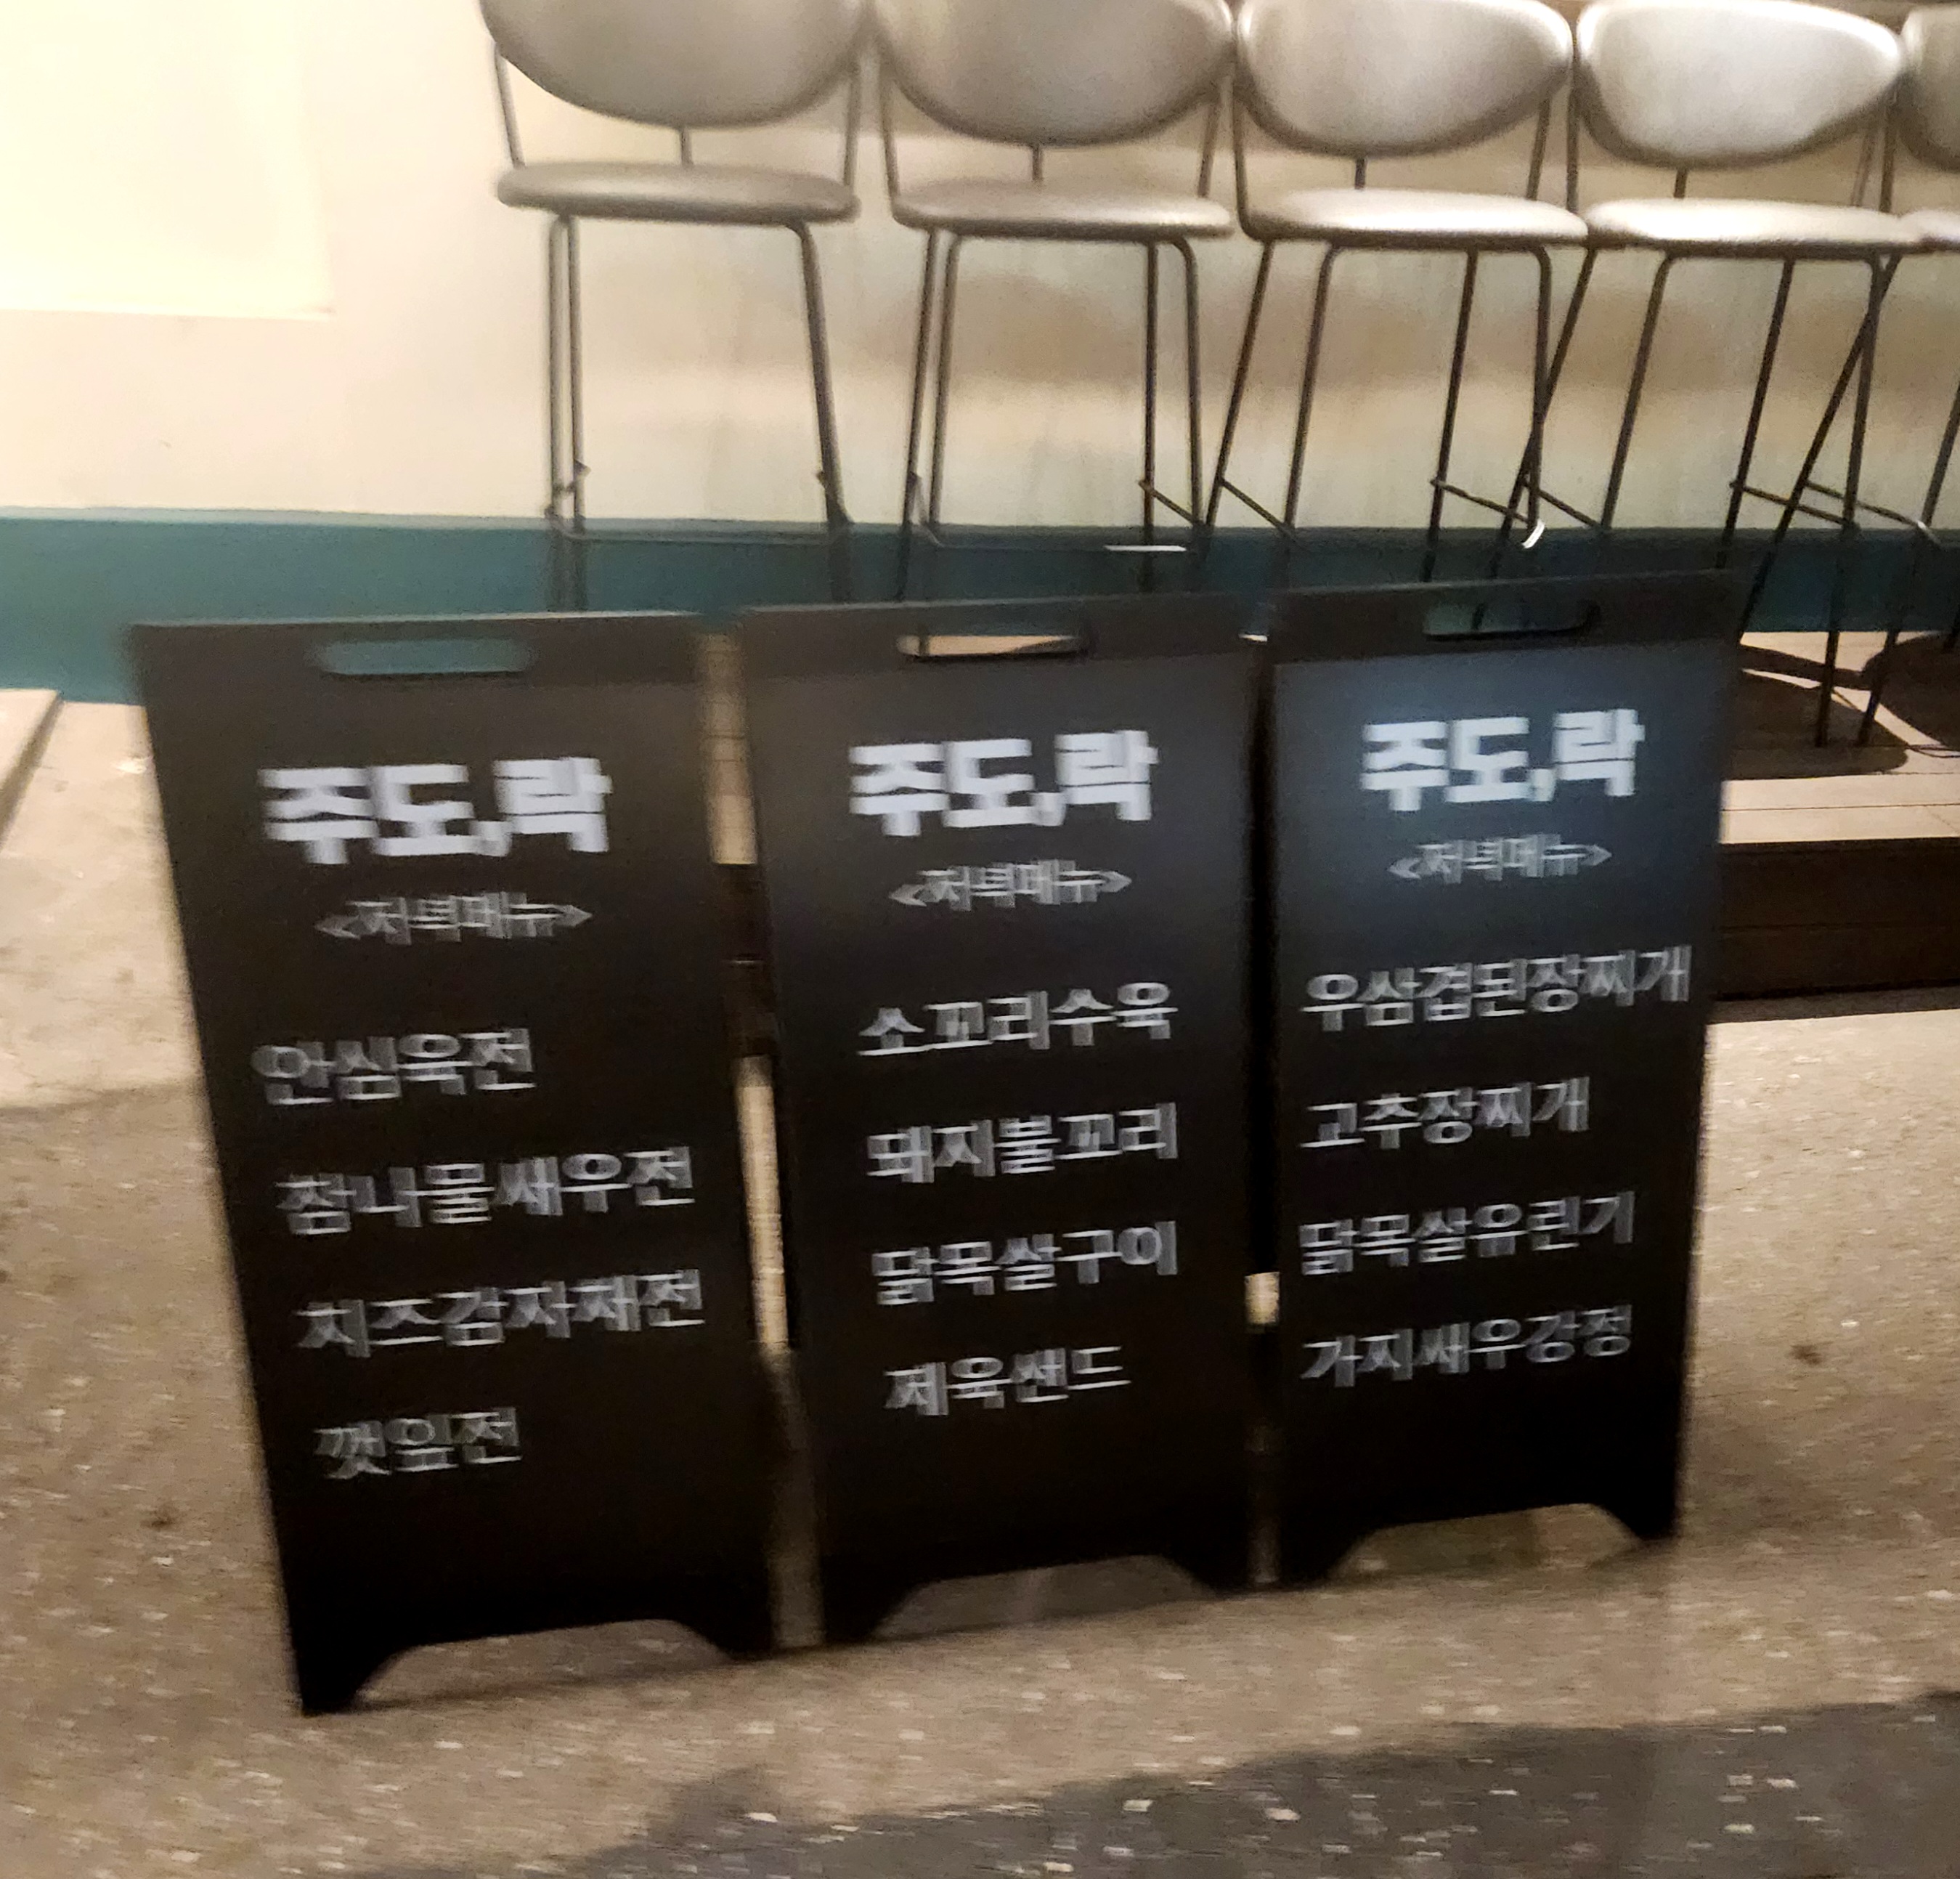 주도,락
<저녁메뉴>
안심육전
참나물새우전
치즈감자채전
깻잎전
주도,락
<저녁메뉴>
소꼬리수육
돼지불꼬리
닭목살구이
제육쌘드
주도,락
<저녁메뉴>
우삼겹된장찌개
고추장찌개
닭목살유린기
가지새우강정